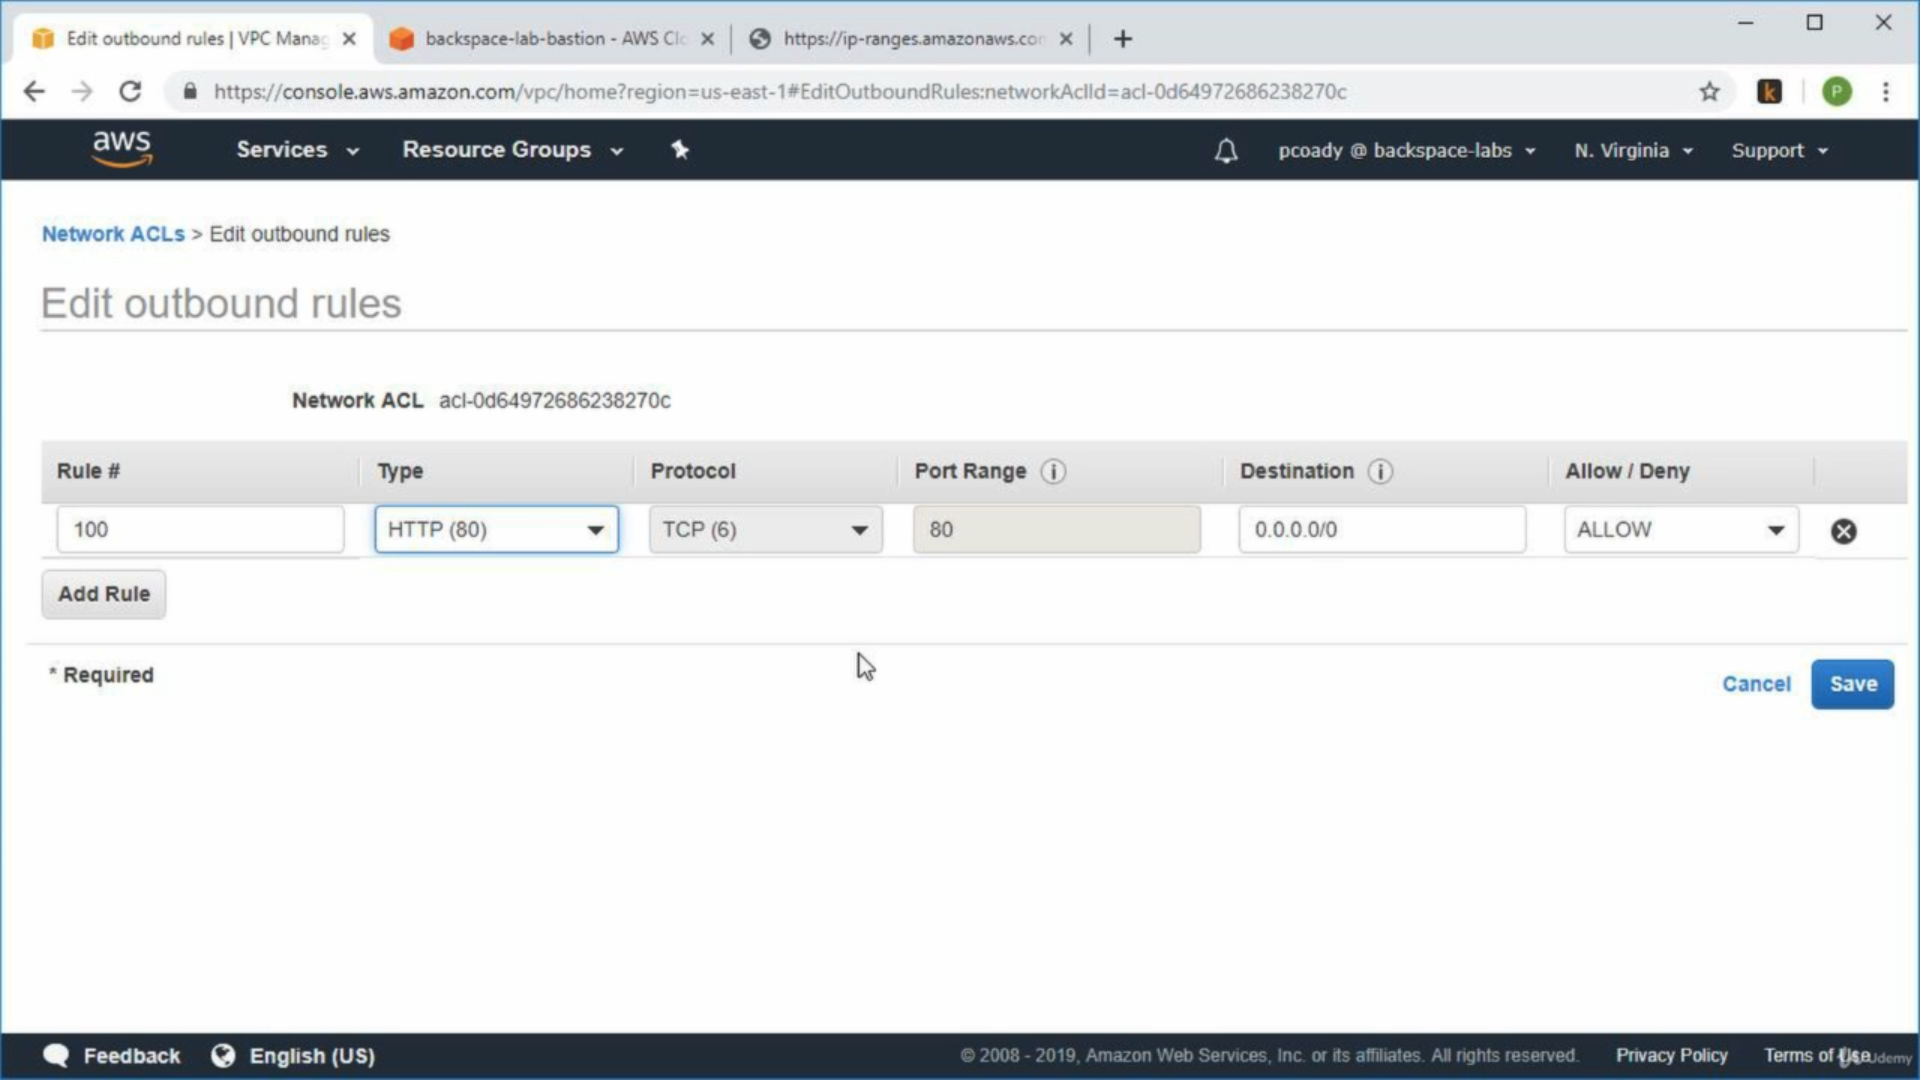 Edit outbound rules | VPC Manag
backspace-lab-bastion - AWS Clo
https://ip-ranges.amazonaws.com
https://console.aws.amazon.com/vpc/home?region=us-east-1#EditOutboundRules:networkAclId=acl-0d64972686238270c
k
P
aws
Services
Resource Groups
pcoady @ backspace-labs
N. Virginia
Support
Network ACLs > Edit outbound rules
Edit outbound rules
Network ACL acl-0d64972686238270c
Rule # Type Protocol Port Range i Destination i Allow / Deny
100 HTTP (80) TCP (6) 80 0.0.0.0/0 ALLOW
Add Rule
* Required
Cancel
Save
Feedback
English (US)
© 2008 - 2019, Amazon Web Services, Inc. or its affiliates. All rights reserved.
Privacy Policy
Terms of Use
Udemy